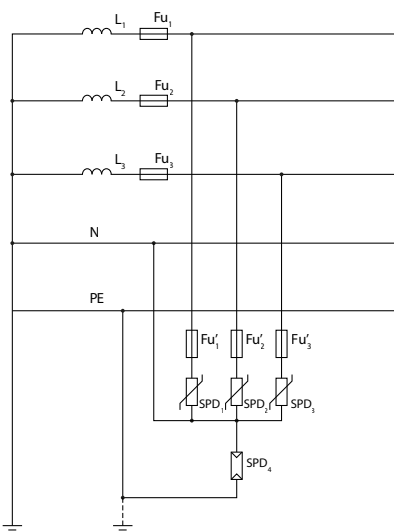 L₁ Fu₁
L₂ Fu₂
L₃ Fu₃
N
PE
Fu'₁ Fu'₂ Fu'₃
SPD₁ SPD₂ SPD₃
SPD₄